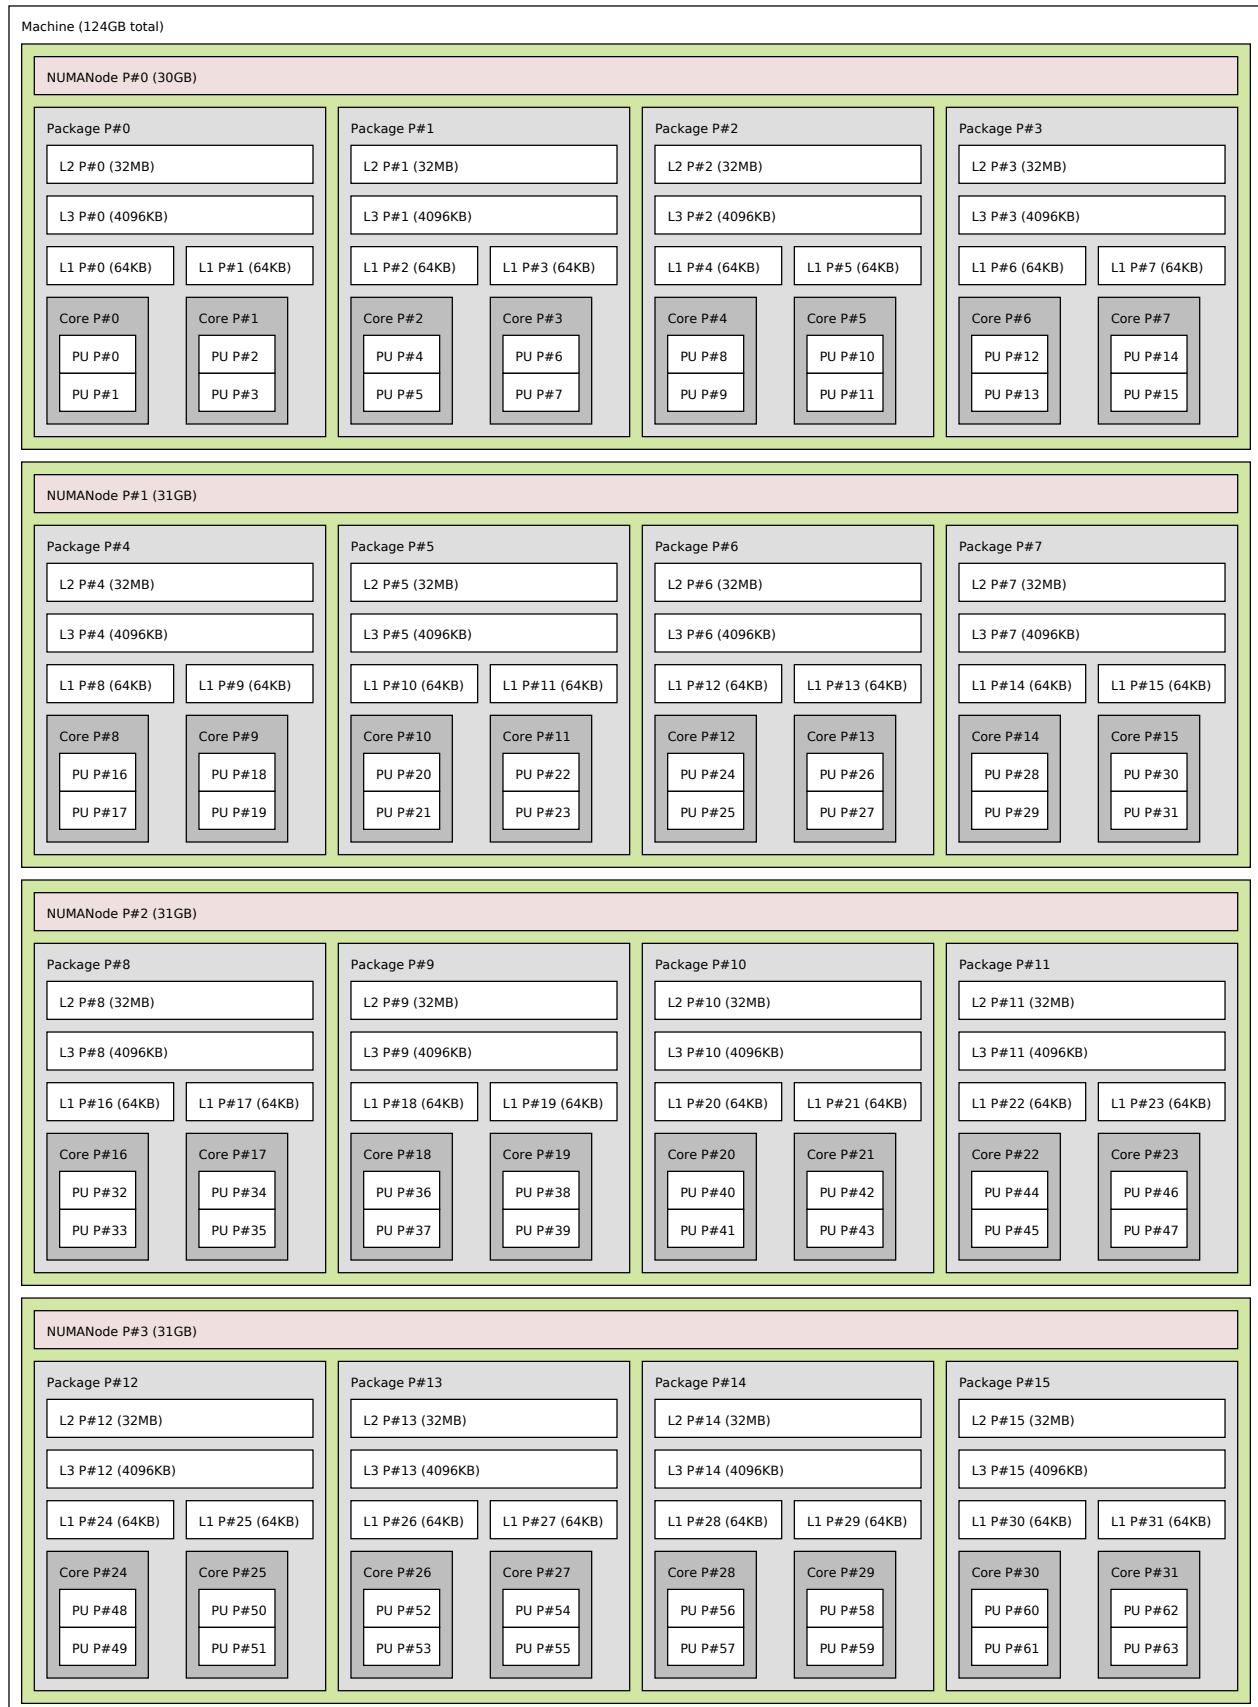 Machine (124GB total)
NUMANode P#0 (30GB)
Package P#0 Package P#1 Package P#2 Package P#3
L2 P#0 (32MB) L2 P#1 (32MB) L2 P#2 (32MB) L2 P#3 (32MB)
L3 P#0 (4096KB) L3 P#1 (4096KB) L3 P#2 (4096KB) L3 P#3 (4096KB)
L1 P#0 (64KB) L1 P#1 (64KB) L1 P#2 (64KB) L1 P#3 (64KB) L1 P#4 (64KB) L1 P#5 (64KB) L1 P#6 (64KB) L1 P#7 (64KB)
Core P#0 Core P#1 Core P#2 Core P#3 Core P#4 Core P#5 Core P#6 Core P#7
PU P#0 PU P#2 PU P#4 PU P#6 PU P#8 PU P#10 PU P#12 PU P#14
PU P#1 PU P#3 PU P#5 PU P#7 PU P#9 PU P#11 PU P#13 PU P#15
NUMANode P#1 (31GB)
Package P#4 Package P#5 Package P#6 Package P#7
L2 P#4 (32MB) L2 P#5 (32MB) L2 P#6 (32MB) L2 P#7 (32MB)
L3 P#4 (4096KB) L3 P#5 (4096KB) L3 P#6 (4096KB) L3 P#7 (4096KB)
L1 P#8 (64KB) L1 P#9 (64KB) L1 P#10 (64KB) L1 P#11 (64KB) L1 P#12 (64KB) L1 P#13 (64KB) L1 P#14 (64KB) L1 P#15 (64KB)
Core P#8 Core P#9 Core P#10 Core P#11 Core P#12 Core P#13 Core P#14 Core P#15
PU P#16 PU P#18 PU P#20 PU P#22 PU P#24 PU P#26 PU P#28 PU P#30
PU P#17 PU P#19 PU P#21 PU P#23 PU P#25 PU P#27 PU P#29 PU P#31
NUMANode P#2 (31GB)
Package P#8 Package P#9 Package P#10 Package P#11
L2 P#8 (32MB) L2 P#9 (32MB) L2 P#10 (32MB) L2 P#11 (32MB)
L3 P#8 (4096KB) L3 P#9 (4096KB) L3 P#10 (4096KB) L3 P#11 (4096KB)
L1 P#16 (64KB) L1 P#17 (64KB) L1 P#18 (64KB) L1 P#19 (64KB) L1 P#20 (64KB) L1 P#21 (64KB) L1 P#22 (64KB) L1 P#23 (64KB)
Core P#16 Core P#17 Core P#18 Core P#19 Core P#20 Core P#21 Core P#22 Core P#23
PU P#32 PU P#34 PU P#36 PU P#38 PU P#40 PU P#42 PU P#44 PU P#46
PU P#33 PU P#35 PU P#37 PU P#39 PU P#41 PU P#43 PU P#45 PU P#47
NUMANode P#3 (31GB)
Package P#12 Package P#13 Package P#14 Package P#15
L2 P#12 (32MB) L2 P#13 (32MB) L2 P#14 (32MB) L2 P#15 (32MB)
L3 P#12 (4096KB) L3 P#13 (4096KB) L3 P#14 (4096KB) L3 P#15 (4096KB)
L1 P#24 (64KB) L1 P#25 (64KB) L1 P#26 (64KB) L1 P#27 (64KB) L1 P#28 (64KB) L1 P#29 (64KB) L1 P#30 (64KB) L1 P#31 (64KB)
Core P#24 Core P#25 Core P#26 Core P#27 Core P#28 Core P#29 Core P#30 Core P#31
PU P#48 PU P#50 PU P#52 PU P#54 PU P#56 PU P#58 PU P#60 PU P#62
PU P#49 PU P#51 PU P#53 PU P#55 PU P#57 PU P#59 PU P#61 PU P#63